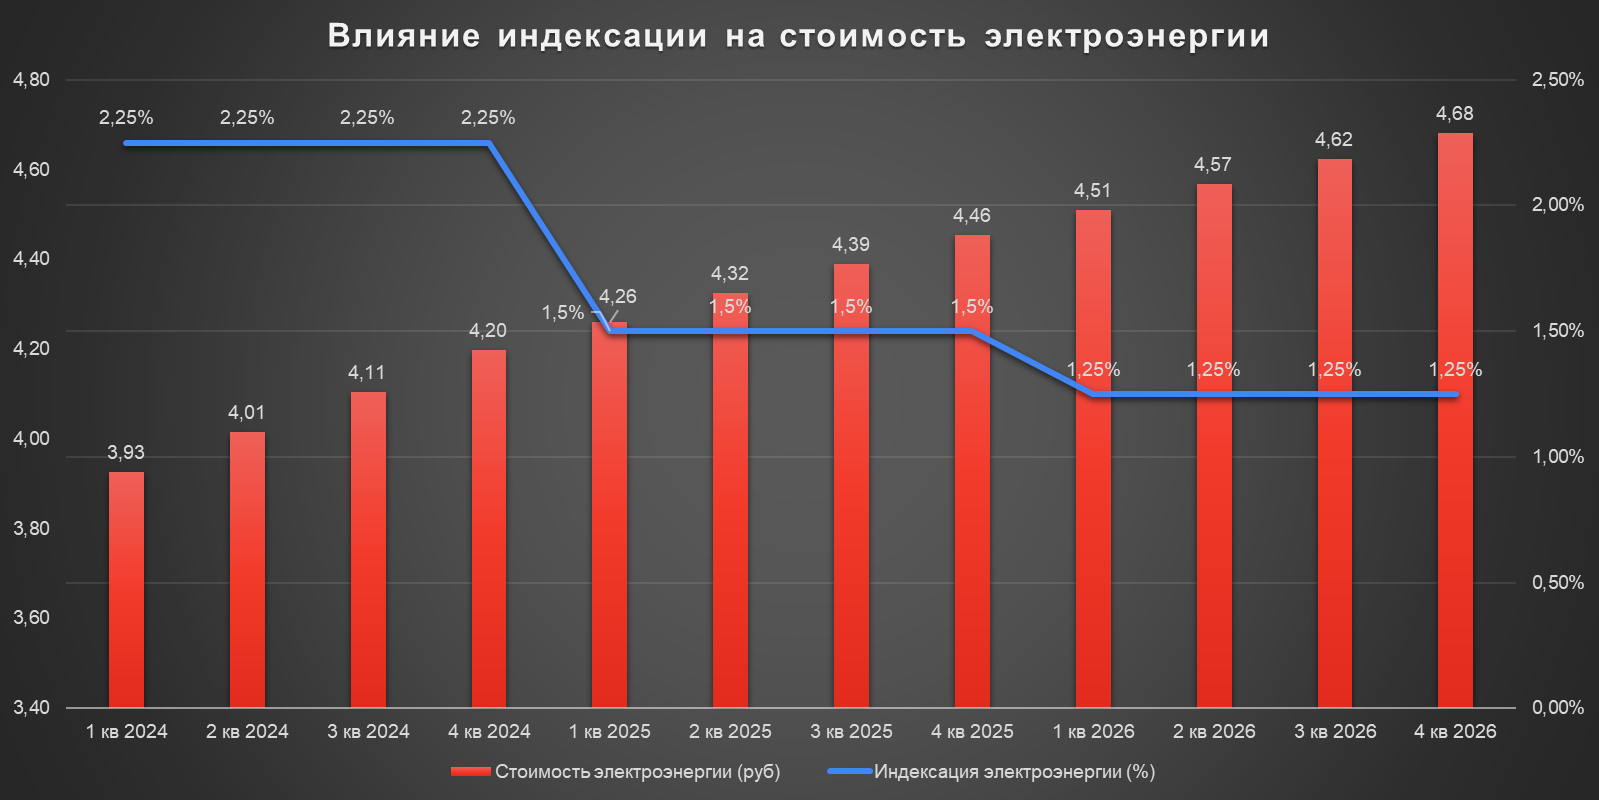 Влияние индексации на стоимость электроэнергии
4,80
4,60
4,40
4,20
4,00
3,80
3,60
3,40
2,50%
2,00%
1,50%
1,00%
0,50%
0,00%
2,25%
2,25%
2,25%
2,25%
1,5%
1,5%
1,5%
1,5%
1,25%
1,25%
1,25%
1,25%
3,93
4,01
4,11
4,20
4,26
4,32
4,39
4,46
4,51
4,57
4,62
4,68
1 кв 2024
2 кв 2024
3 кв 2024
4 кв 2024
1 кв 2025
2 кв 2025
3 кв 2025
4 кв 2025
1 кв 2026
2 кв 2026
3 кв 2026
4 кв 2026
Стоимость электроэнергии (руб)
Индексация электроэнергии (%)